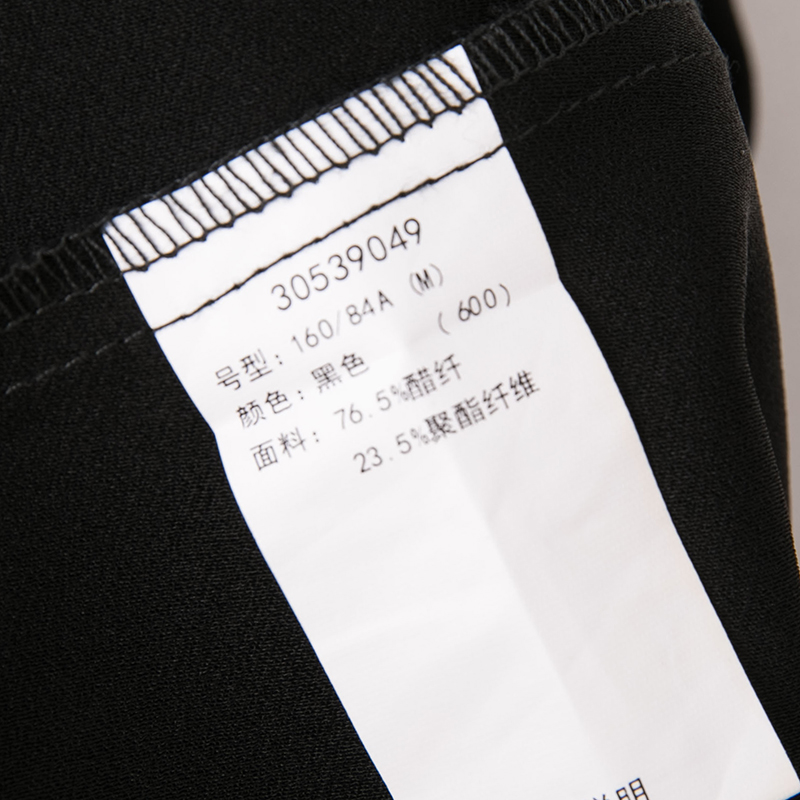 30539049
号型：160/84A (M)
颜色：黑色 (600)
面料：76.5%醋纤
23.5%聚酯纤维
明